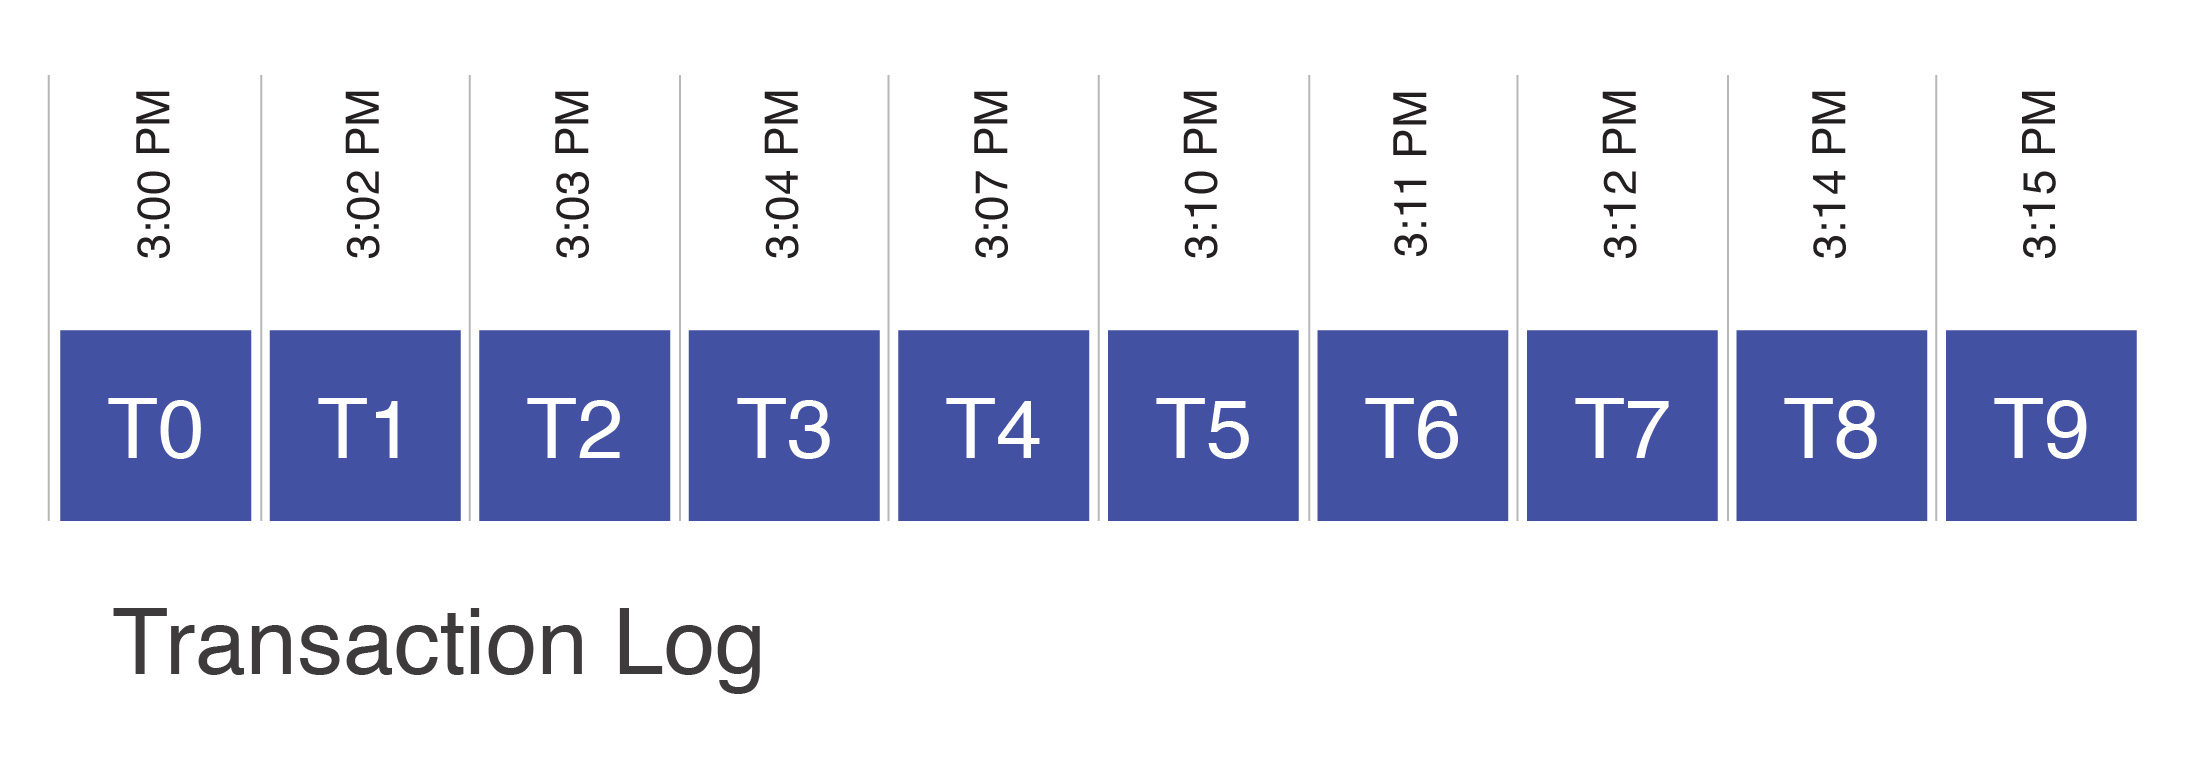 3:00 PM
3:02 PM
3:03 PM
3:04 PM
3:07 PM
3:10 PM
3:11 PM
3:12 PM
3:14 PM
3:15 PM
T0 T1 T2 T3 T4 T5 T6 T7 T8 T9
Transaction Log